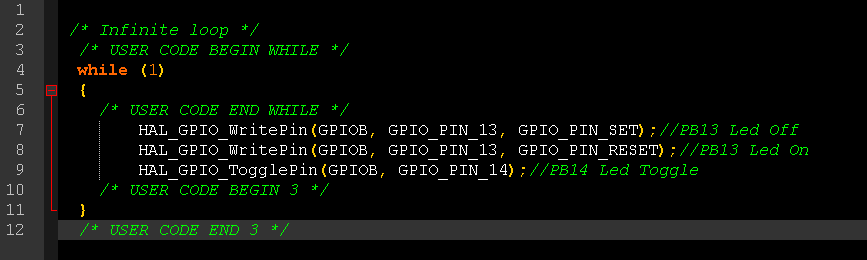 1
2 /* Infinite loop */
3 /* USER CODE BEGIN WHILE */
4 while (1)
5 {
6 /* USER CODE END WHILE */
7 HAL_GPIO_WritePin(GPIOB, GPIO_PIN_13, GPIO_PIN_SET);//PB13 Led Off
8 HAL_GPIO_WritePin(GPIOB, GPIO_PIN_13, GPIO_PIN_RESET);//PB13 Led On
9 HAL_GPIO_TogglePin(GPIOB, GPIO_PIN_14);//PB14 Led Toggle
10 /* USER CODE BEGIN 3 */
11 }
12 /* USER CODE END 3 */